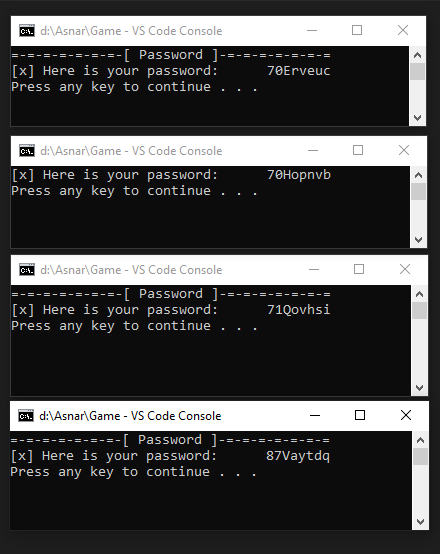 d:\Asnar\Game - VS Code Console
=-=-=-=-=-=-=-[ Password ]-=-=-=-=-=-=-=
[x] Here is your password:      70Erveuc
Press any key to continue . . .
d:\Asnar\Game - VS Code Console
[x] Here is your password:      70Hopnvb
Press any key to continue . . .
d:\Asnar\Game - VS Code Console
=-=-=-=-=-=-=-[ Password ]-=-=-=-=-=-=-=
[x] Here is your password:      71Qovhsi
Press any key to continue . . .
d:\Asnar\Game - VS Code Console
=-=-=-=-=-=-=-[ Password ]-=-=-=-=-=-=-=
[x] Here is your password:      87Vaytdq
Press any key to continue . . .